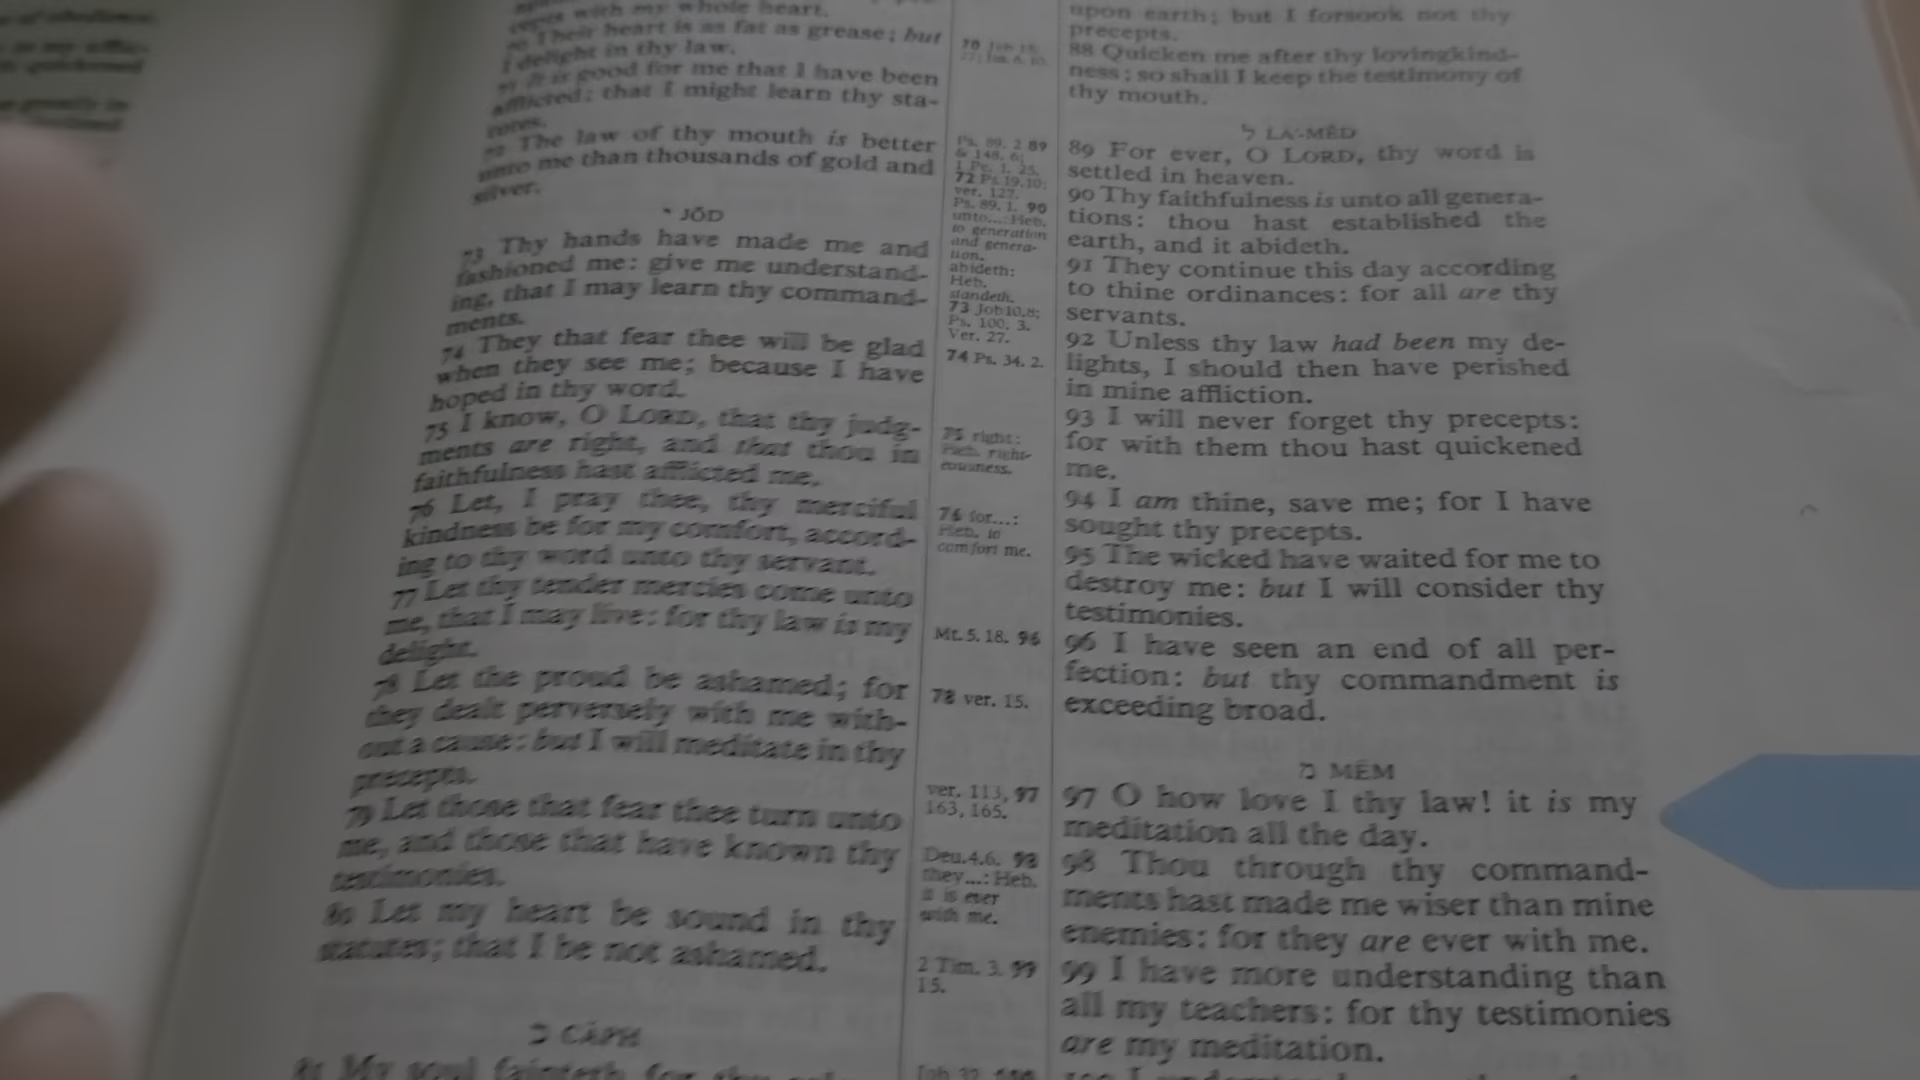 cepts with my whole heart.
70 Their heart is as fat as grease; but
I delight in thy law.
71 It is good for me that I have been
afflicted; that I might learn thy sta-
72 The law of thy mouth is better
unto me than thousands of gold and
silver.
JŌD
73 Thy hands have made me and
fashioned me: give me understand-
ing, that I may learn thy command-
ments.
74 They that fear thee will be glad
when they see me; because I have
hoped in thy word.
75 I know, O LORD, that thy judg-
ments are right, and that thou in
faithfulness hast afflicted me.
76 Let, I pray thee, thy merciful
kindness be for my comfort, accord-
ing to thy word unto thy servant.
77 Let thy tender mercies come unto
me, that I may live: for thy law is my
delight.
78 Let the proud be ashamed; for
they dealt perversely with me with-
out a cause: but I will meditate in thy
precepts.
79 Let those that fear thee turn unto
me, and those that have known thy
testimonies.
80 Let my heart be sound in thy
statutes; that I be not ashamed.
כ CAPH
81 My soul fainteth for thy
Ps. 89. 2 89
& 148. 6;
1 Pe. 1. 25.
72 Ps. 19. 10;
ver. 127.
Ps. 89. 1. 90
unto...: Heb.
to generation
and genera-
tion.
abideth:
Heb.
standeth.
73 Job 10.8;
Ps. 100. 3.
Ver. 27.
74 Ps. 34. 2.
75 right:
Heb. right-
eousness.
76 for...:
Heb. to
comfort me.
Mt. 5. 18. 96
78 ver. 15.
ver. 113, 97
163, 165.
Deu.4.6. 98
they...: Heb.
it is ever
with me.
2 Tim. 3. 99
15.
upon earth; but I forsook not thy
precepts.
88 Quicken me after thy lovingkind-
ness; so shall I keep the testimony of
thy mouth.
ל LA-MĒD
89 For ever, O LORD, thy word is
settled in heaven.
90 Thy faithfulness is unto all genera-
tions: thou hast established the
earth, and it abideth.
91 They continue this day according
to thine ordinances: for all are thy
servants.
92 Unless thy law had been my de-
lights, I should then have perished
in mine affliction.
93 I will never forget thy precepts:
for with them thou hast quickened
me.
94 I am thine, save me; for I have
sought thy precepts.
95 The wicked have waited for me to
destroy me: but I will consider thy
testimonies.
96 I have seen an end of all per-
fection: but thy commandment is
exceeding broad.
מ MĒM
97 O how love I thy law! it is my
meditation all the day.
98 Thou through thy command-
ments hast made me wiser than mine
enemies: for they are ever with me.
99 I have more understanding than
all my teachers: for thy testimonies
are my meditation.